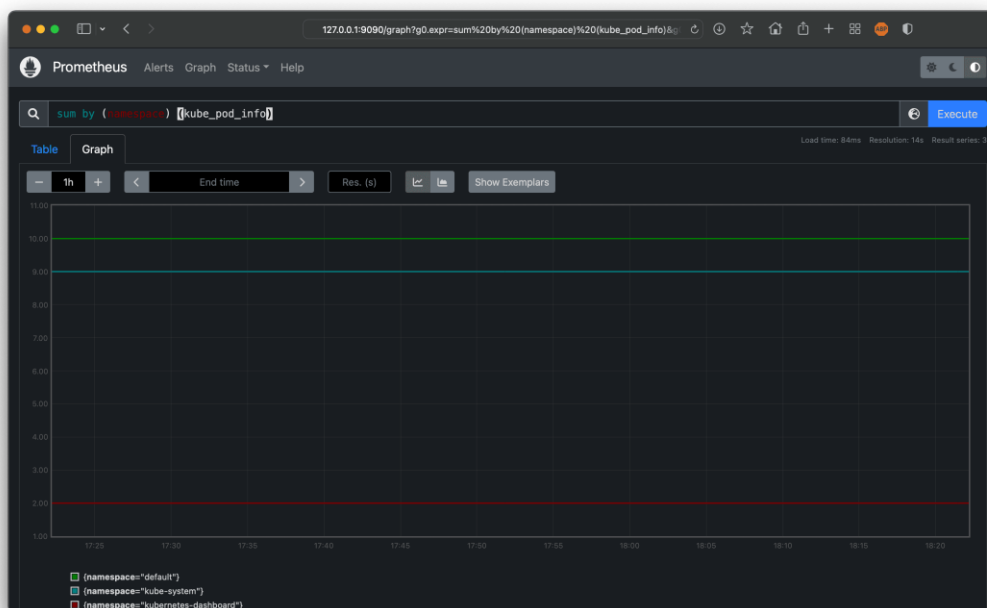 127.0.0.1:9090/graph?g0.expr=sum%20by%20(namespace)%20(kube_pod_info)&g
ABP
Prometheus Alerts Graph Status Help
sum by (namespace) (kube_pod_info)
Execute
Load time: 84ms Resolution: 14s Result series: 3
Table Graph
− 1h + End time Res. (s) Show Exemplars
11.00
10.00
9.00
8.00
7.00
6.00
5.00
4.00
3.00
2.00
1.00
17:25 17:30 17:35 17:40 17:45 17:50 17:55 18:00 18:05 18:10 18:15 18:20
{namespace="default"}
{namespace="kube-system"}
{namespace="kubernetes-dashboard"}